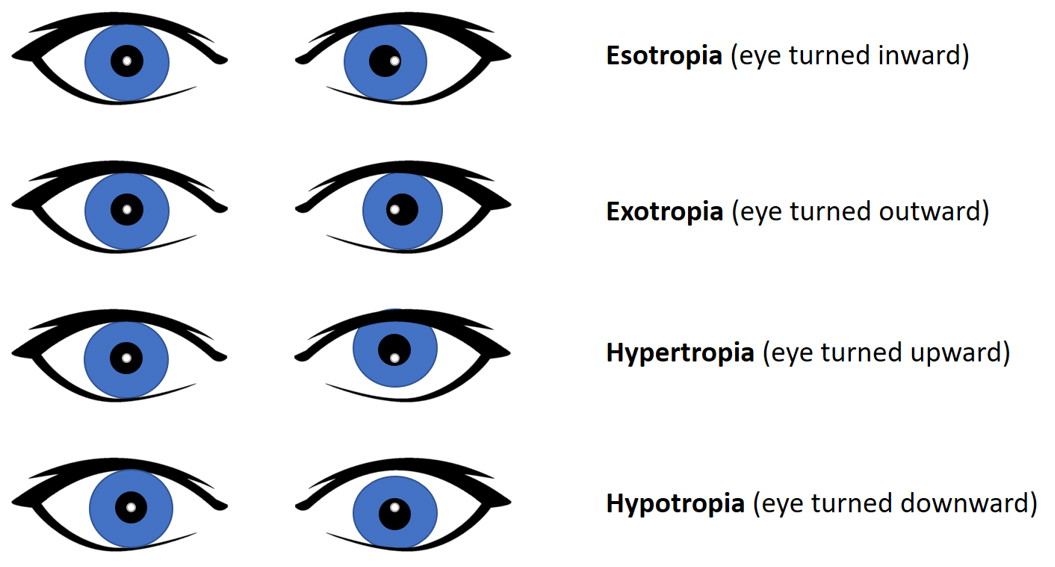 Esotropia (eye turned inward)
Exotropia (eye turned outward)
Hypertropia (eye turned upward)
Hypotropia (eye turned downward)